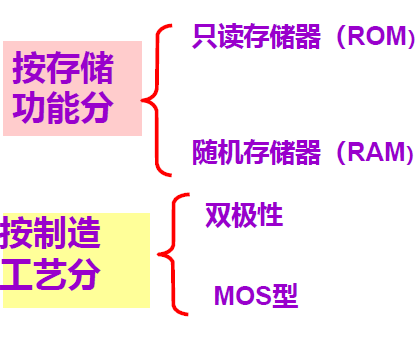 按存储
功能分
只读存储器（ROM）
随机存储器（RAM）
按制造
工艺分
双极性
MOS型